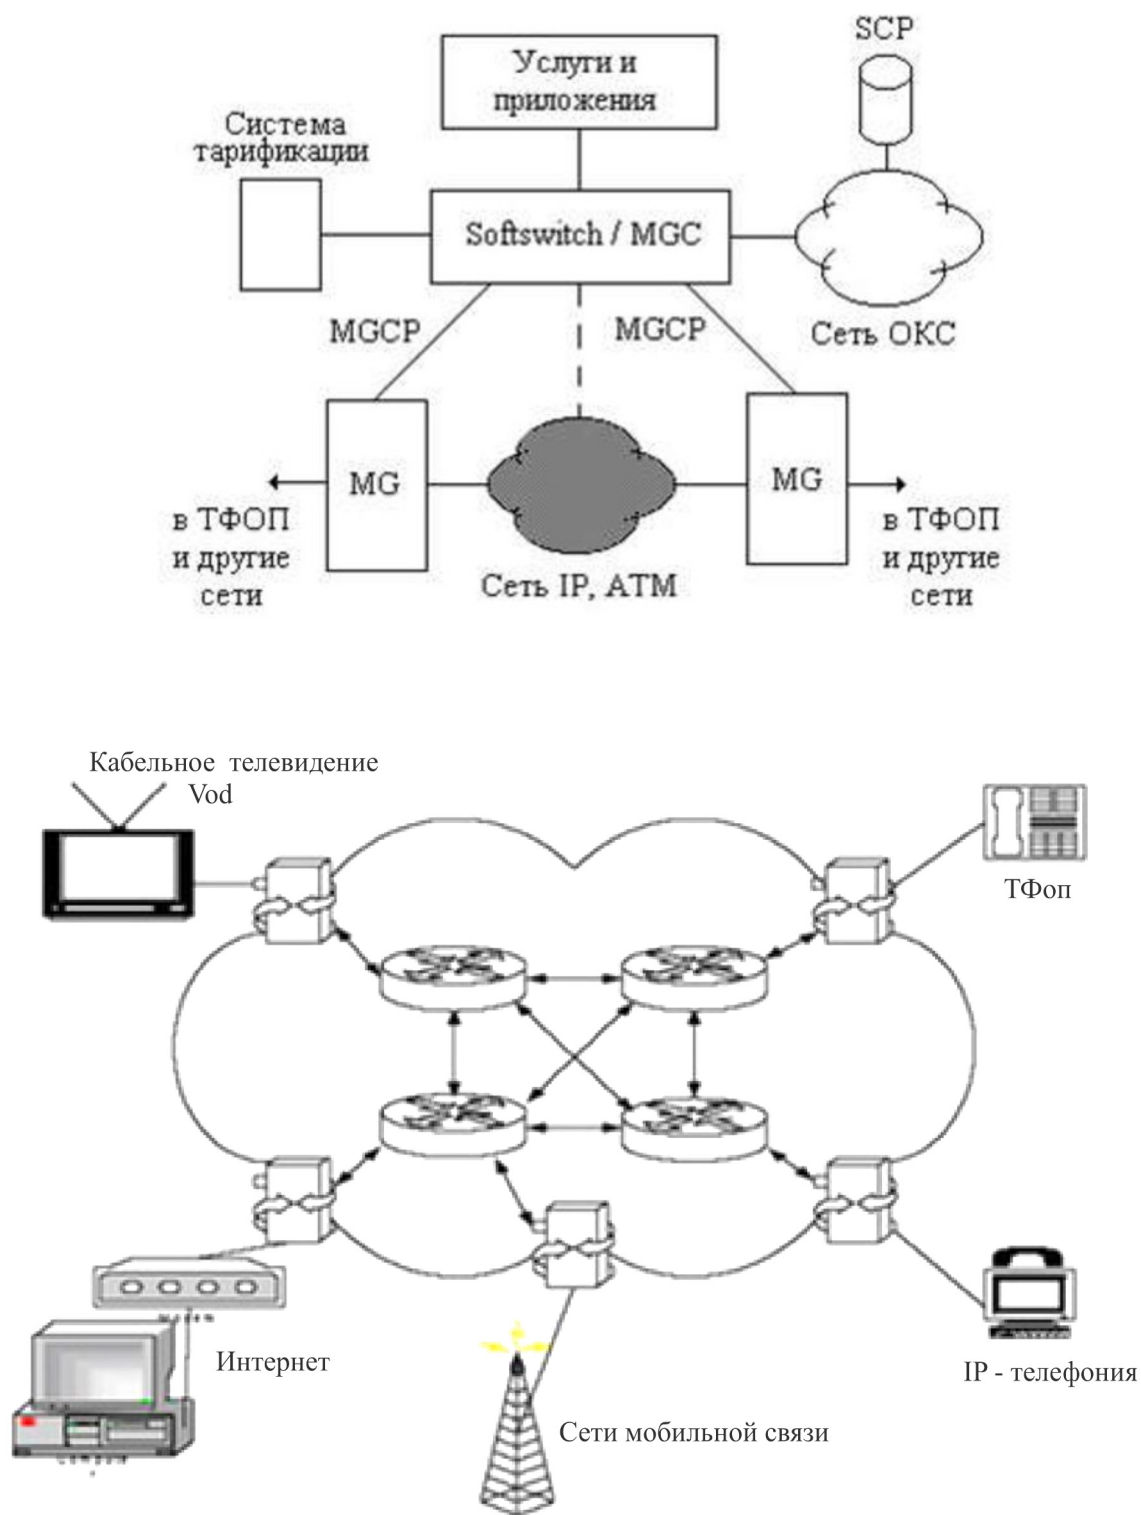 SCP
Услуги и
приложения
Система
тарификации
Softswitch / MGC
MGCP
MGCP
Сеть ОКС
MG
MG
в ТФОП
и другие
сети
в ТФОП
и другие
сети
Сеть IP, ATM
Кабельное телевидение
Vod
ТФоп
Интернет
IP - телефония
Сети мобильной связи